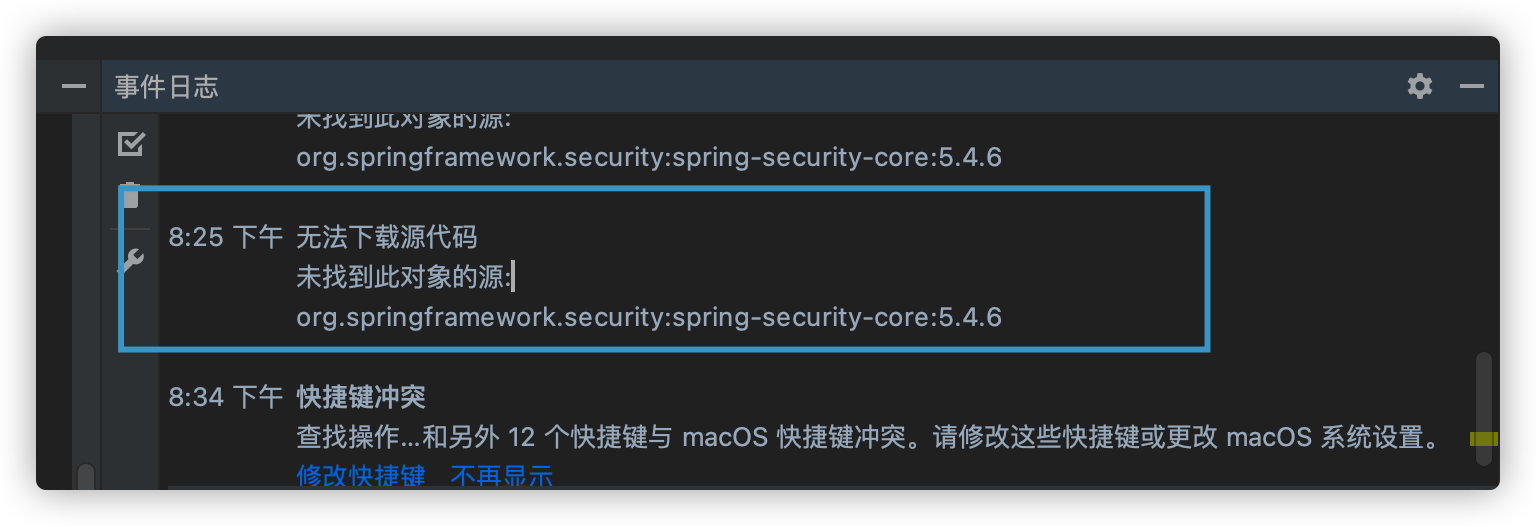 事件日志
未找到此对象的源:
org.springframework.security:spring-security-core:5.4.6
8:25 下午 无法下载源代码
未找到此对象的源:
org.springframework.security:spring-security-core:5.4.6
8:34 下午 快捷键冲突
查找操作...和另外 12 个快捷键与 macOS 快捷键冲突。请修改这些快捷键或更改 macOS 系统设置。
修改快捷键 不再显示